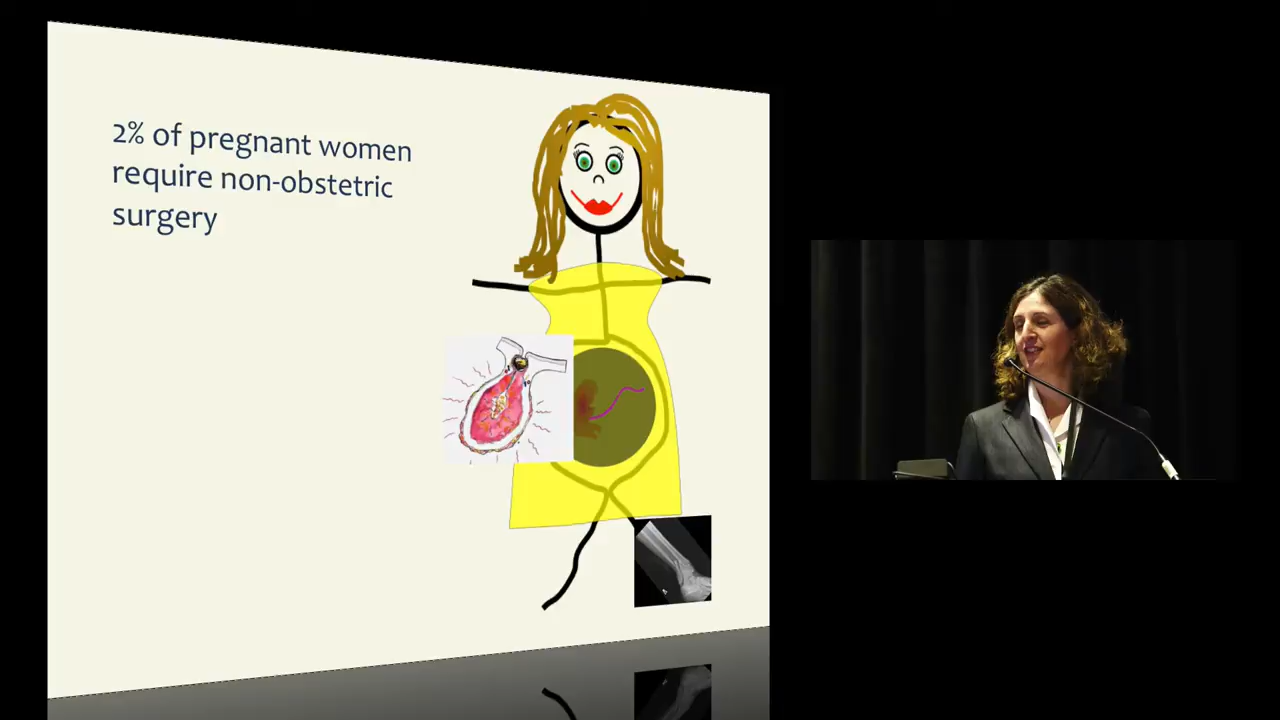 2% of pregnant women
require non-obstetric
surgery